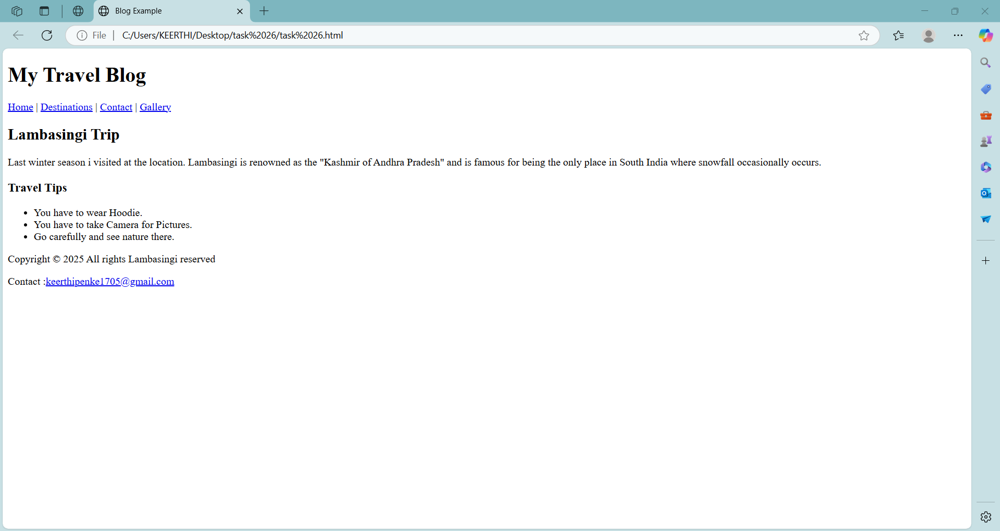 Blog Example
File | C:/Users/KEERTHI/Desktop/task%2026/task%2026.html
My Travel Blog
Home | Destinations | Contact | Gallery
Lambasingi Trip
Last winter season i visited at the location. Lambasingi is renowned as the "Kashmir of Andhra Pradesh" and is famous for being the only place in South India where snowfall occasionally occurs.
Travel Tips
• You have to wear Hoodie.
• You have to take Camera for Pictures.
• Go carefully and see nature there.
Copyright © 2025 All rights Lambasingi reserved
Contact :keerthipenke1705@gmail.com